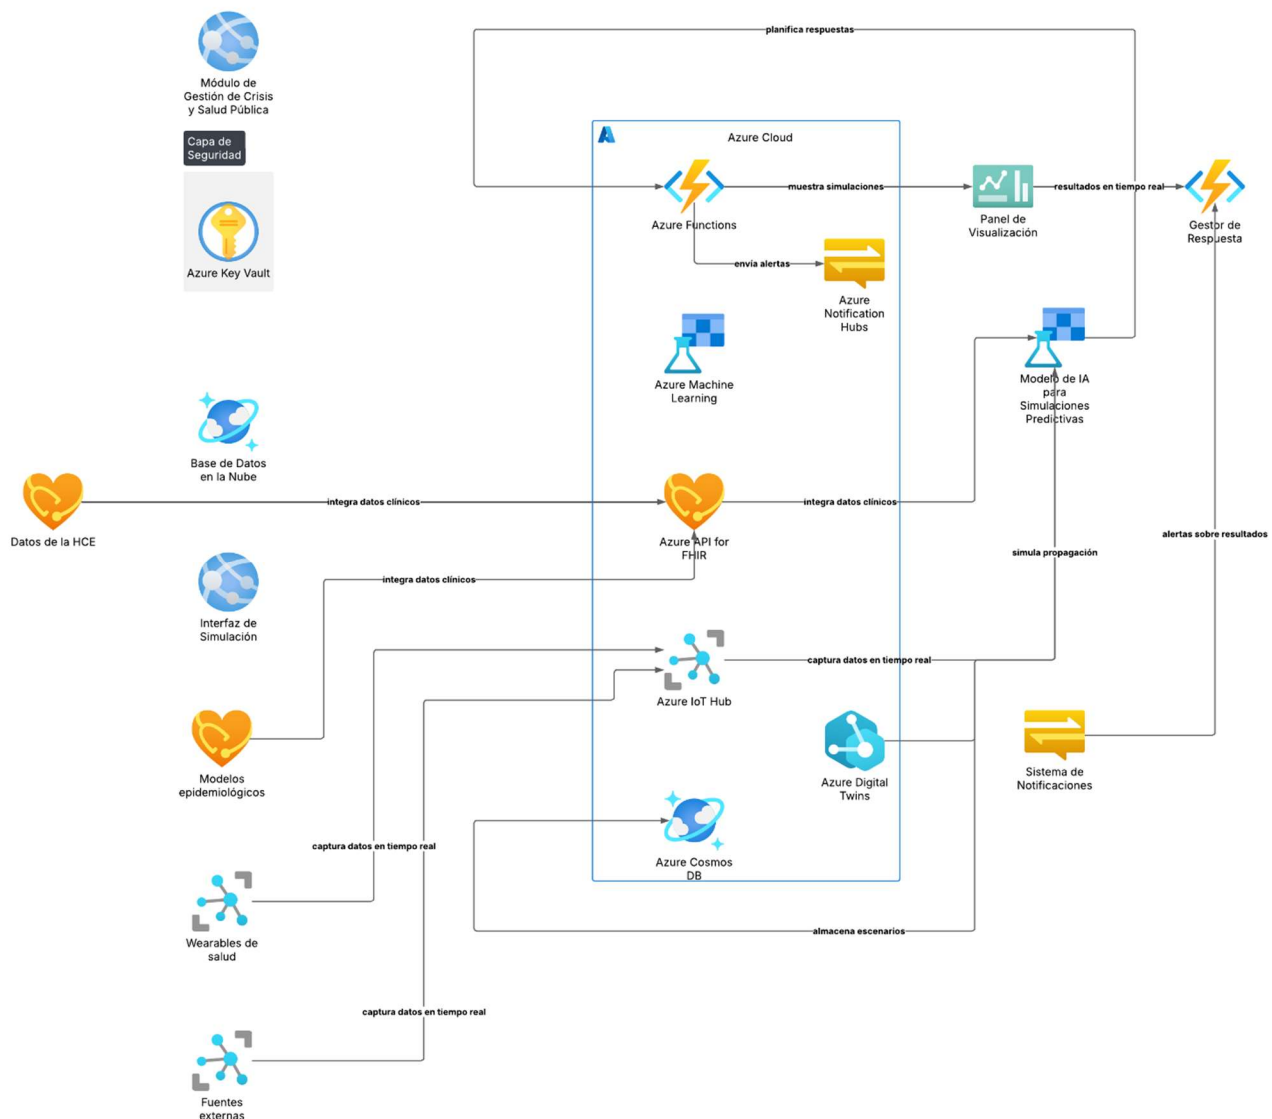 planifica respuestas
Módulo de
Gestión de Crisis
y Salud Pública
Capa de
Seguridad
Azure Key Vault
Azure Cloud
Azure Functions
muestra simulaciones
Panel de
Visualización
resultados en tiempo real
Gestor de
Respuesta
envía alertas
Azure
Notification
Hubs
Azure Machine
Learning
Modelo de IA
para
Simulaciones
Predictivas
Base de Datos
en la Nube
Datos de la HCE
integra datos clínicos
Azure API for
FHIR
integra datos clínicos
alertas sobre resultados
simula propagación
integra datos clínicos
Interfaz de
Simulación
Azure IoT Hub
captura datos en tiempo real
Modelos
epidemiológicos
Azure Digital
Twins
Sistema de
Notificaciones
captura datos en tiempo real
Azure Cosmos
DB
Wearables de
salud
almacena escenarios
captura datos en tiempo real
Fuentes
externas